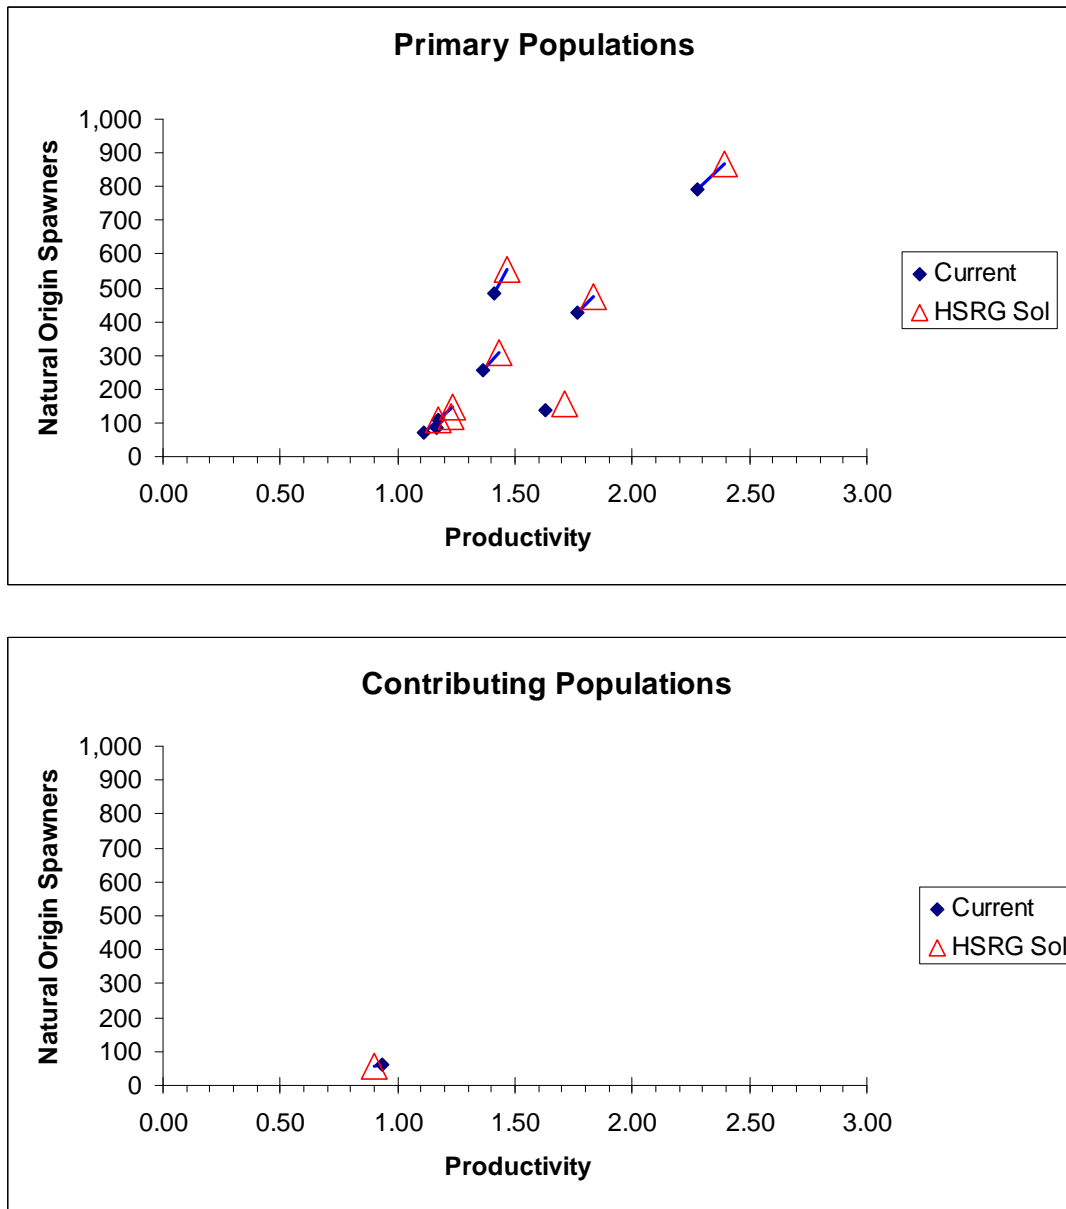 Primary Populations
Natural Origin Spawners
1,000
900
800
700
600
500
400
300
200
100
0
0.00 0.50 1.00 1.50 2.00 2.50 3.00
Productivity
Current
HSRG Sol
Contributing Populations
Natural Origin Spawners
1,000
900
800
700
600
500
400
300
200
100
0
0.00 0.50 1.00 1.50 2.00 2.50 3.00
Productivity
Current
HSRG Sol